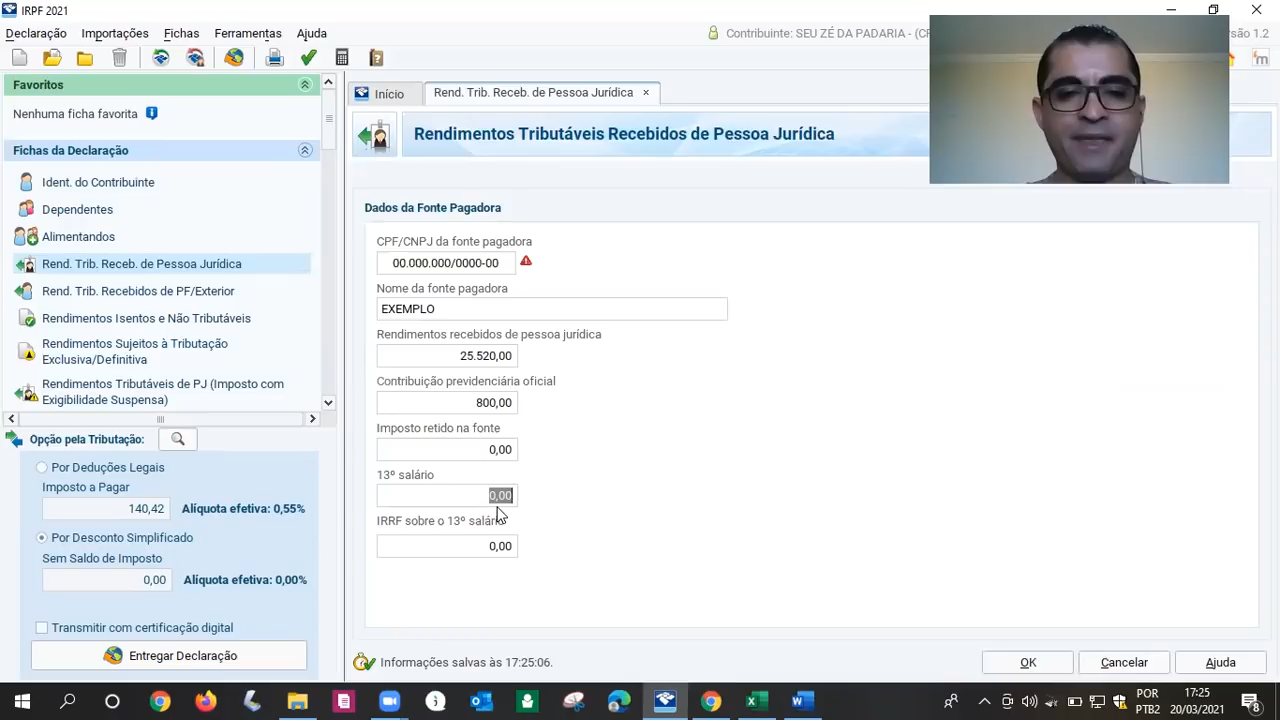 IRPF 2021
Declaração Importações Fichas Ferramentas Ajuda
Contribuinte: SEU ZÉ DA PADARIA - (CP
rsão 1.2
Favoritos
Nenhuma ficha favorita
Fichas da Declaração
Ident. do Contribuinte
Dependentes
Alimentandos
Rend. Trib. Receb. de Pessoa Jurídica
Rend. Trib. Recebidos de PF/Exterior
Rendimentos Isentos e Não Tributáveis
Rendimentos Sujeitos à Tributação
Exclusiva/Definitiva
Rendimentos Tributáveis de PJ (Imposto com
Exigibilidade Suspensa)
Opção pela Tributação:
Por Deduções Legais
Imposto a Pagar
140,42 Alíquota efetiva: 0,55%
Por Desconto Simplificado
Sem Saldo de Imposto
0,00 Alíquota efetiva: 0,00%
Transmitir com certificação digital
Entregar Declaração
Início
Rend. Trib. Receb. de Pessoa Jurídica ×
Rendimentos Tributáveis Recebidos de Pessoa Jurídica
Dados da Fonte Pagadora
CPF/CNPJ da fonte pagadora
00.000.000/0000-00
Nome da fonte pagadora
EXEMPLO
Rendimentos recebidos de pessoa jurídica
25.520,00
Contribuição previdenciária oficial
800,00
Imposto retido na fonte
0,00
13º salário
0,00
IRRF sobre o 13º salário
0,00
Informações salvas às 17:25:06.
OK Cancelar Ajuda
POR
PTB2
17:25
20/03/2021
8